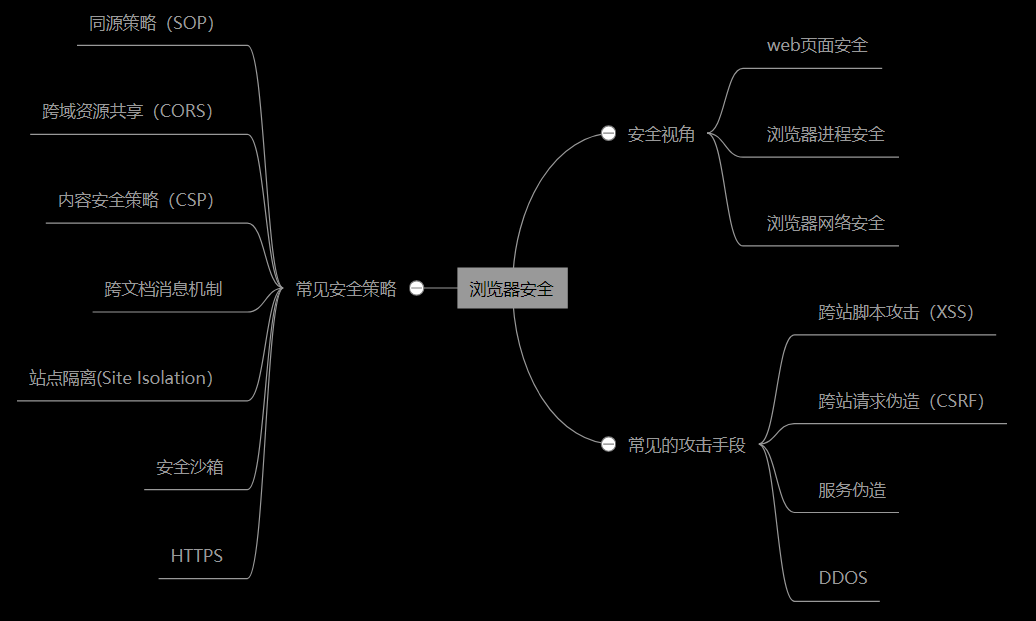 同源策略（SOP）
跨域资源共享（CORS）
内容安全策略（CSP）
跨文档消息机制
站点隔离(Site Isolation）
安全沙箱
HTTPS
常见安全策略
浏览器安全
安全视角
web页面安全
浏览器进程安全
浏览器网络安全
常见的攻击手段
跨站脚本攻击（XSS）
跨站请求伪造（CSRF）
服务伪造
DDOS